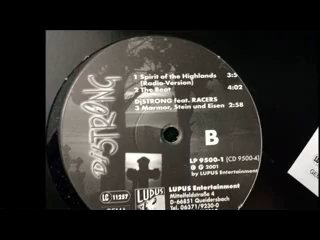 DJSTRONG
1 Spirit of the Highlands 3:5
(Radio-Version)
2 The Beat 4:02
DjSTRONG feat. RACERS
3 Marmor, Stein und Eisen 2:58
B
LP 9500-1 (CD 9500-4)
℗ © 2001
by LUPUS Entertainment
LC 11257
LUPUS
LUPUS Entertainment
Mittelfeldstraße 4
D-66851 Queidersbach
Tel. 06371/9230-0